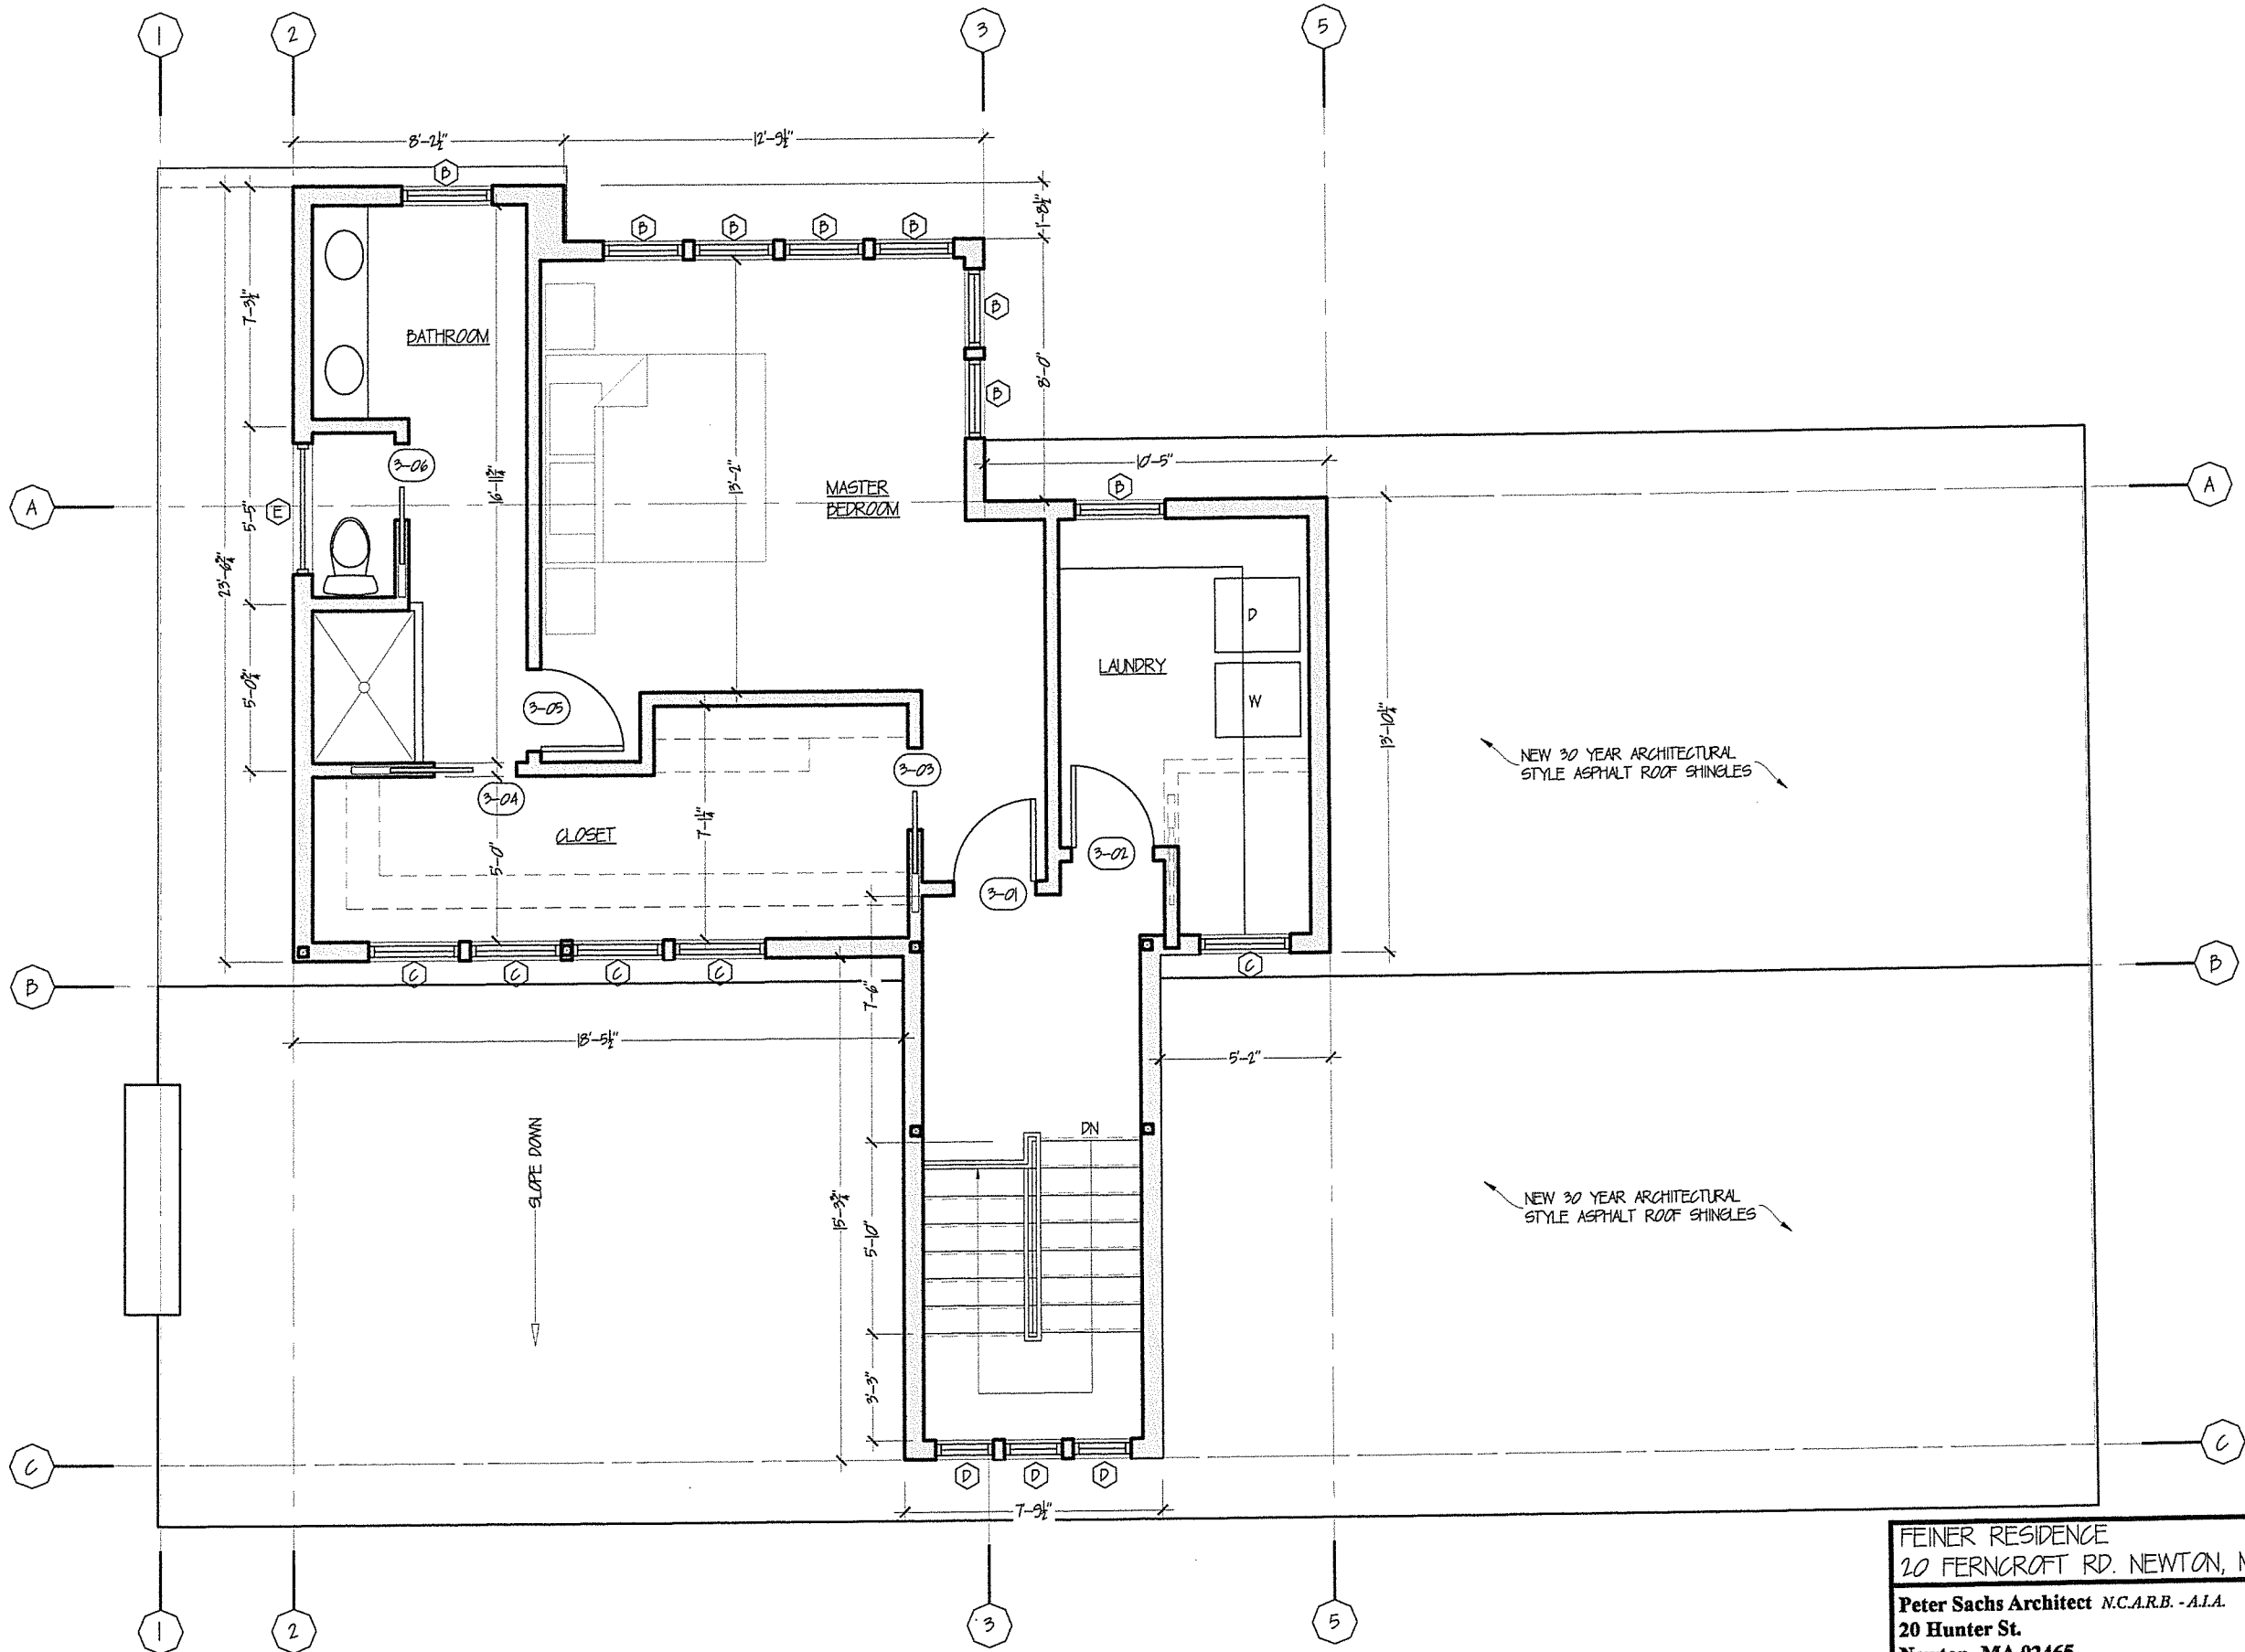 1
2
3
5
8'-2½"
12'-9½"
B
1'-8½"
B
B
B
B
7'-3½"
BATHROOM
B
8'-0"
B
10'-5"
3-06
A
5'-5"
E
16'-11¾"
13'-2"
MASTER
BEDROOM
B
A
23'-6¾"
D
LAUNDRY
5'-0¾"
3-05
W
13'-10¼"
NEW 30 YEAR ARCHITECTURAL
STYLE ASPHALT ROOF SHINGLES
3-03
3-04
CLOSET
7'-1¼"
5'-0"
3-02
3-01
C
C
C
C
C
B
B
7'-6"
18'-5½"
5'-2"
DN
SLOPE DOWN
15'-3¾"
5'-10"
NEW 30 YEAR ARCHITECTURAL
STYLE ASPHALT ROOF SHINGLES
3'-3"
C
D
D
D
C
7'-9½"
FEINER RESIDENCE
20 FERNCROFT RD. NEWTON,
Peter Sachs Architect N.C.A.R.B. - A.I.A.
20 Hunter St.
Newton, MA 02465
1
2
3
5